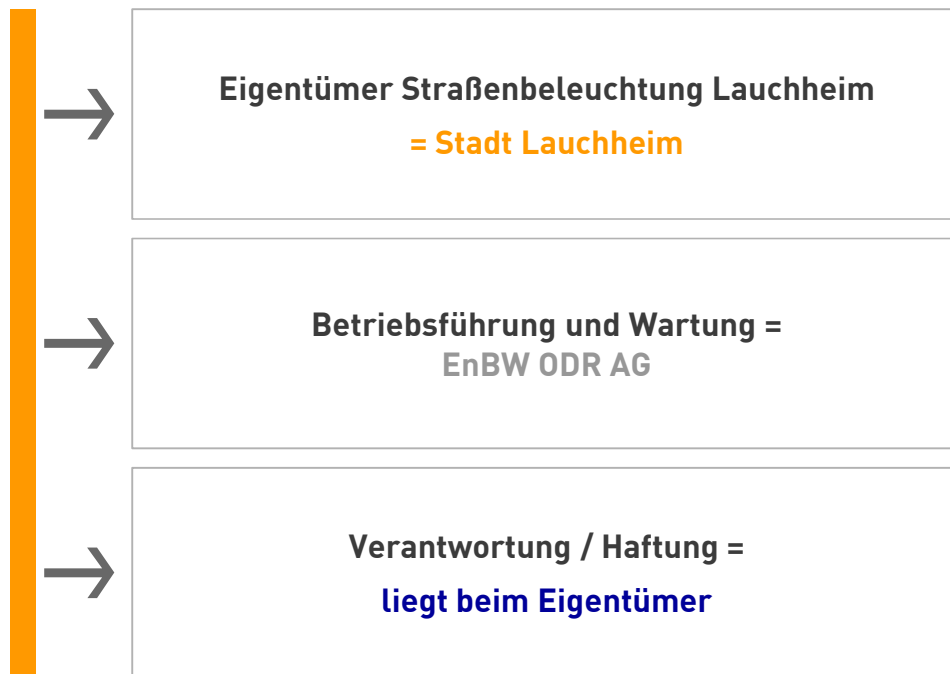 Eigentümer Straßenbeleuchtung Lauchheim
= Stadt Lauchheim
Betriebsführung und Wartung =
EnBW ODR AG
Verantwortung / Haftung =
liegt beim Eigentümer